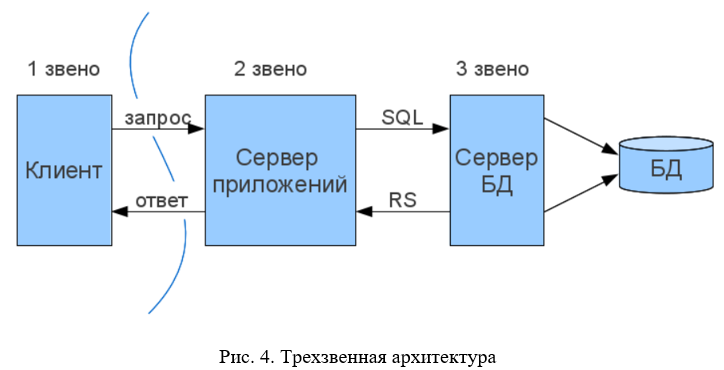 1 звено
2 звено
3 звено
запрос
SQL
Клиент
Сервер
приложений
Сервер
БД
БД
ответ
RS
Рис. 4. Трехзвенная архитектура